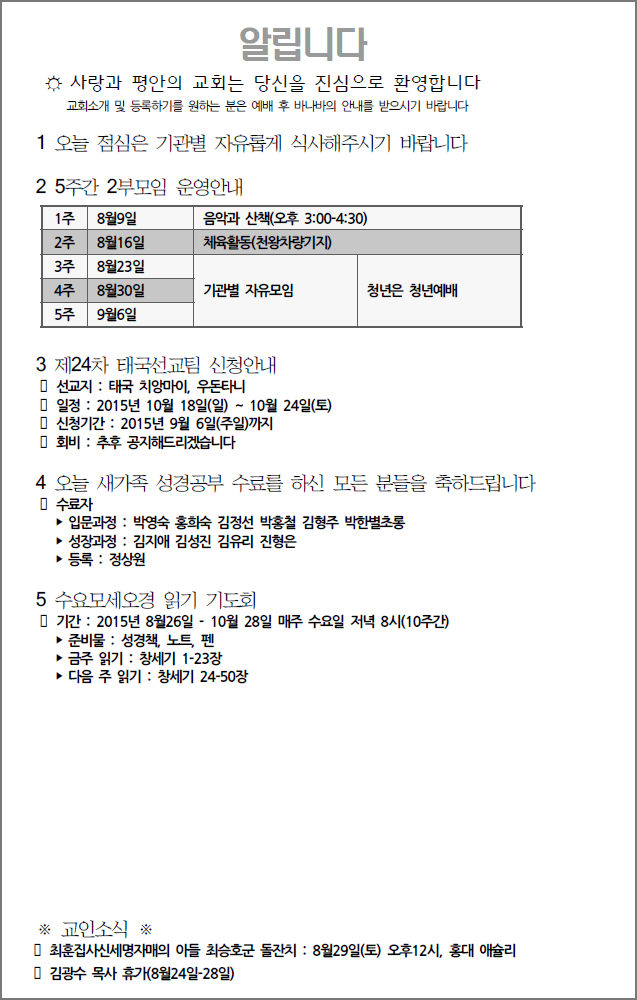 알립니다
☼ 사랑과 평안의 교회는 당신을 진심으로 환영합니다
교회소개 및 등록하기를 원하는 분은 예배 후 바나바의 안내를 받으시기 바랍니다
1 오늘 점심은 기관별 자유롭게 식사해주시기 바랍니다
2 5주간 2부모임 운영안내
1주 8월9일 음악과 산책(오후 3:00-4:30)
2주 8월16일 체육활동(천왕차량기지)
3주 8월23일
4주 8월30일 기관별 자유모임 청년은 청년예배
5주 9월6일
3 제24차 태국선교팀 신청안내
▯ 선교지 : 태국 치앙마이, 우돈타니
▯ 일정 : 2015년 10월 18일(일) ~ 10월 24일(토)
▯ 신청기간 : 2015년 9월 6일(주일)까지
▯ 회비 : 추후 공지해드리겠습니다
4 오늘 새가족 성경공부 수료를 하신 모든 분들을 축하드립니다
▯ 수료자
▸ 입문과정 : 박영숙 홍희숙 김정선 박홍철 김형주 박한별초롱
▸ 성장과정 : 김지애 김성진 김유리 진형은
▸ 등록 : 정상원
5 수요모세오경 읽기 기도회
▯ 기간 : 2015년 8월26일 - 10월 28일 매주 수요일 저녁 8시(10주간)
▸ 준비물 : 성경책, 노트, 펜
▸ 금주 읽기 : 창세기 1-23장
▸ 다음 주 읽기 : 창세기 24-50장
※ 교인소식 ※
▯ 최훈집사신세명자매의 아들 최승호군 돌잔치 : 8월29일(토) 오후12시, 홍대 애슐리
▯ 김광수 목사 휴가(8월24일-28일)